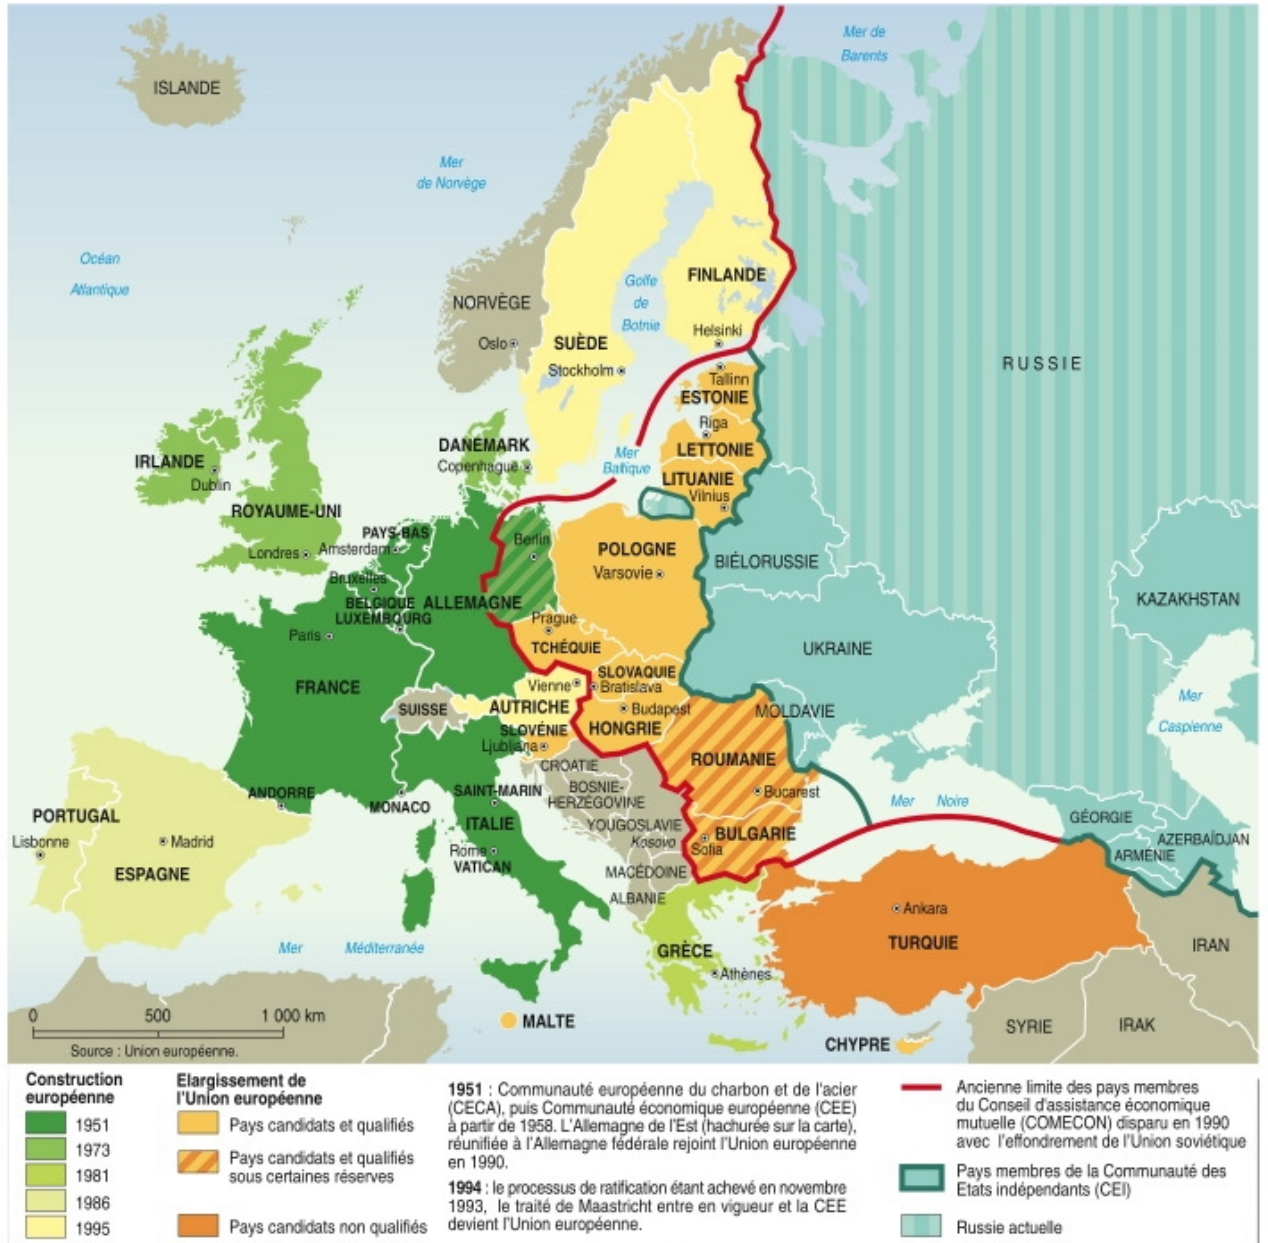 Mer de
Barents
ISLANDE
Mer
de Norvège
Océan
Atlantique
FINLANDE
Golfe
de
Botnie
NORVÈGE
Helsinki
Oslo
SUÈDE
Stockholm
RUSSIE
Tallinn
ESTONIE
Riga
LETTONIE
DANEMARK
Copenhague
Mer
Baltique
IRLANDE
Dublin
LITUANIE
Vilnius
ROYAUME-UNI
PAYS-BAS
Londres
Amsterdam
Berlin
POLOGNE
Varsovie
BIÉLORUSSIE
Bruxelles
BELGIQUE
ALLEMAGNE
LUXEMBOURG
KAZAKHSTAN
Paris
Prague
TCHÉQUIE
UKRAINE
FRANCE
SLOVAQUIE
Vienne
Bratislava
SUISSE
AUTRICHE
Budapest
MOLDAVIE
Mer
Caspienne
SLOVÉNIE
HONGRIE
Ljubljana
CROATIE
ROUMANIE
ANDORRE
MONACO
SAINT-MARIN
BOSNIE-
HERZÉGOVINE
Bucarest
Mer Noire
PORTUGAL
ITALIE
YOUGOSLAVIE
GÉORGIE
Lisbonne
Madrid
Rome
VATICAN
Kosovo
Sofia
BULGARIE
AZERBAÏDJAN
ARMÉNIE
ESPAGNE
MACÉDOINE
ALBANIE
Ankara
TURQUIE
IRAN
Mer Méditerranée
GRÈCE
Athènes
0 500 1 000 km
MALTE
SYRIE
IRAK
CHYPRE
Source : Union européenne.
Construction
européenne
1951
1973
1981
1986
1995
Elargissement de
l'Union européenne
Pays candidats et qualifiés
Pays candidats et qualifiés
sous certaines réserves
Pays candidats non qualifiés
1951 : Communauté européenne du charbon et de l'acier
(CECA), puis Communauté économique européenne (CEE)
à partir de 1958. L'Allemagne de l'Est (hachurée sur la carte),
réunifiée à l'Allemagne fédérale rejoint l'Union européenne
en 1990.
1994 : le processus de ratification étant achevé en novembre
1993, le traité de Maastricht entre en vigueur et la CEE
devient l'Union européenne.
Ancienne limite des pays membres
du Conseil d'assistance économique
mutuelle (COMECON) disparu en 1990
avec l'effondrement de l'Union soviétique
Pays membres de la Communauté des
Etats indépendants (CEI)
Russie actuelle